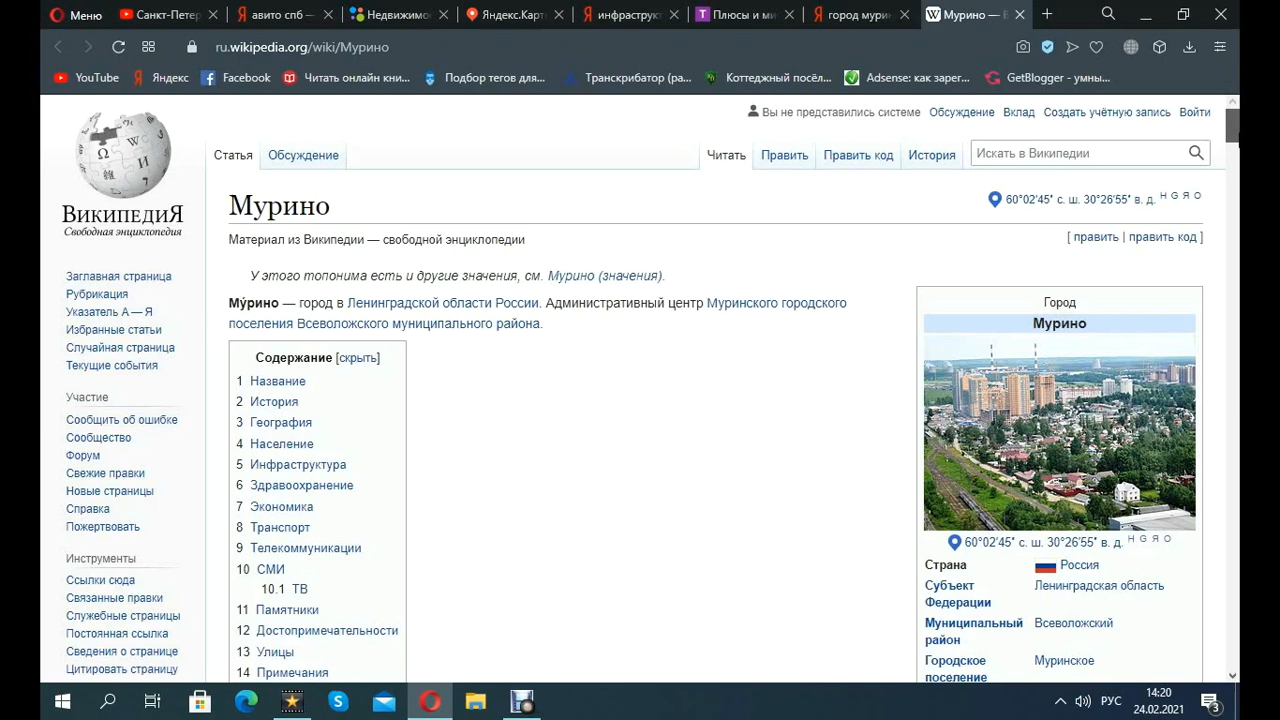 Меню
Санкт-Петер
авито спб –
Недвижимос
Яндекс.Карт
инфраструк
Плюсы и ми
город мурин
Мурино —
ru.wikipedia.org/wiki/Мурино
YouTube
Яндекс
Facebook
Читать онлайн кни...
Подбор тегов для...
Транскрибатор (ра...
Коттеджный посёл...
Adsense: как зарег...
GetBlogger - умны...
Вы не представились системе Обсуждение Вклад Создать учётную запись Войти
Статья Обсуждение
Читать Править Править код История
Искать в Википедии
ВИКИПЕДИЯ
Свободная энциклопедия
Заглавная страница
Рубрикация
Указатель А — Я
Избранные статьи
Случайная страница
Текущие события
Участие
Сообщить об ошибке
Сообщество
Форум
Свежие правки
Новые страницы
Справка
Пожертвовать
Инструменты
Ссылки сюда
Связанные правки
Служебные страницы
Постоянная ссылка
Сведения о странице
Цитировать страницу
Мурино
60°02′45″ с. ш. 30°26′55″ в. д. H G Я O
Материал из Википедии — свободной энциклопедии
[ править | править код ]
У этого топонима есть и другие значения, см. Мурино (значения).
Му́рино — город в Ленинградской области России. Административный центр Муринского городского
поселения Всеволожского муниципального района.
Содержание [скрыть]
1 Название
2 История
3 География
4 Население
5 Инфраструктура
6 Здравоохранение
7 Экономика
8 Транспорт
9 Телекоммуникации
10 СМИ
10.1 ТВ
11 Памятники
12 Достопримечательности
13 Улицы
14 Примечания
Город
Мурино
60°02′45″ с. ш. 30°26′55″ в. д. H G Я O
Страна Россия
Субъект Ленинградская область
Федерации
Муниципальный Всеволожский
район
Городское Муринское
поселение
РУС
14:20
24.02.2021
3